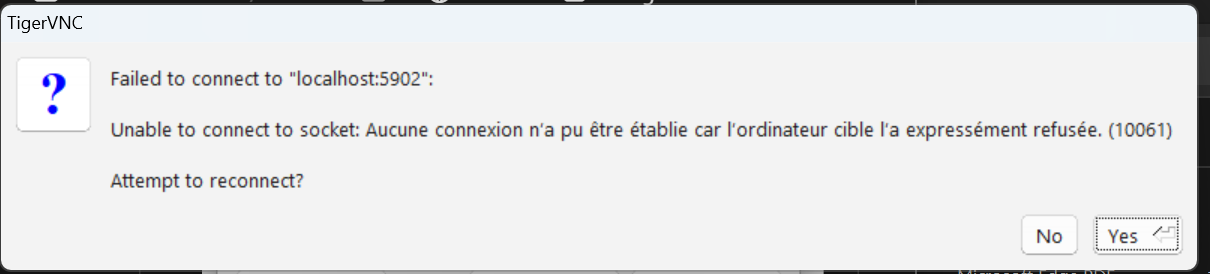 TigerVNC
Failed to connect to "localhost:5902":
Unable to connect to socket: Aucune connexion n'a pu être établie car l'ordinateur cible l'a expressément refusée. (10061)
Attempt to reconnect?
No
Yes